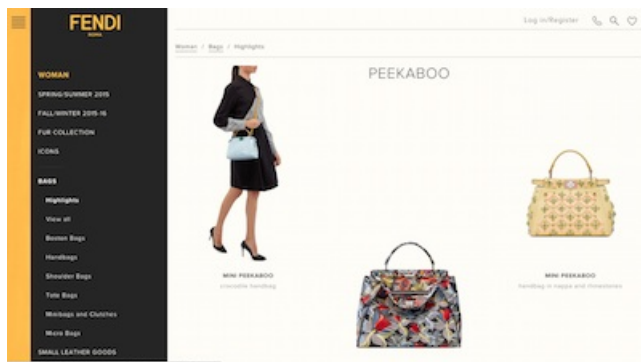 FENDI
ROMA
WOMAN
SPRING/SUMMER 2015
FALL/WINTER 2015-16
FUR COLLECTION
ICONS
BAGS
Highlights
View all
Boston Bags
Handbags
Shoulder Bags
Tote Bags
Minibags and Clutches
Micro Bags
SMALL LEATHER GOODS
Log in/Register
Woman / Bags / Highlights
PEEKABOO
MINI PEEKABOO
crocodile handbag
MINI PEEKABOO
handbag in nappa and rhinestones